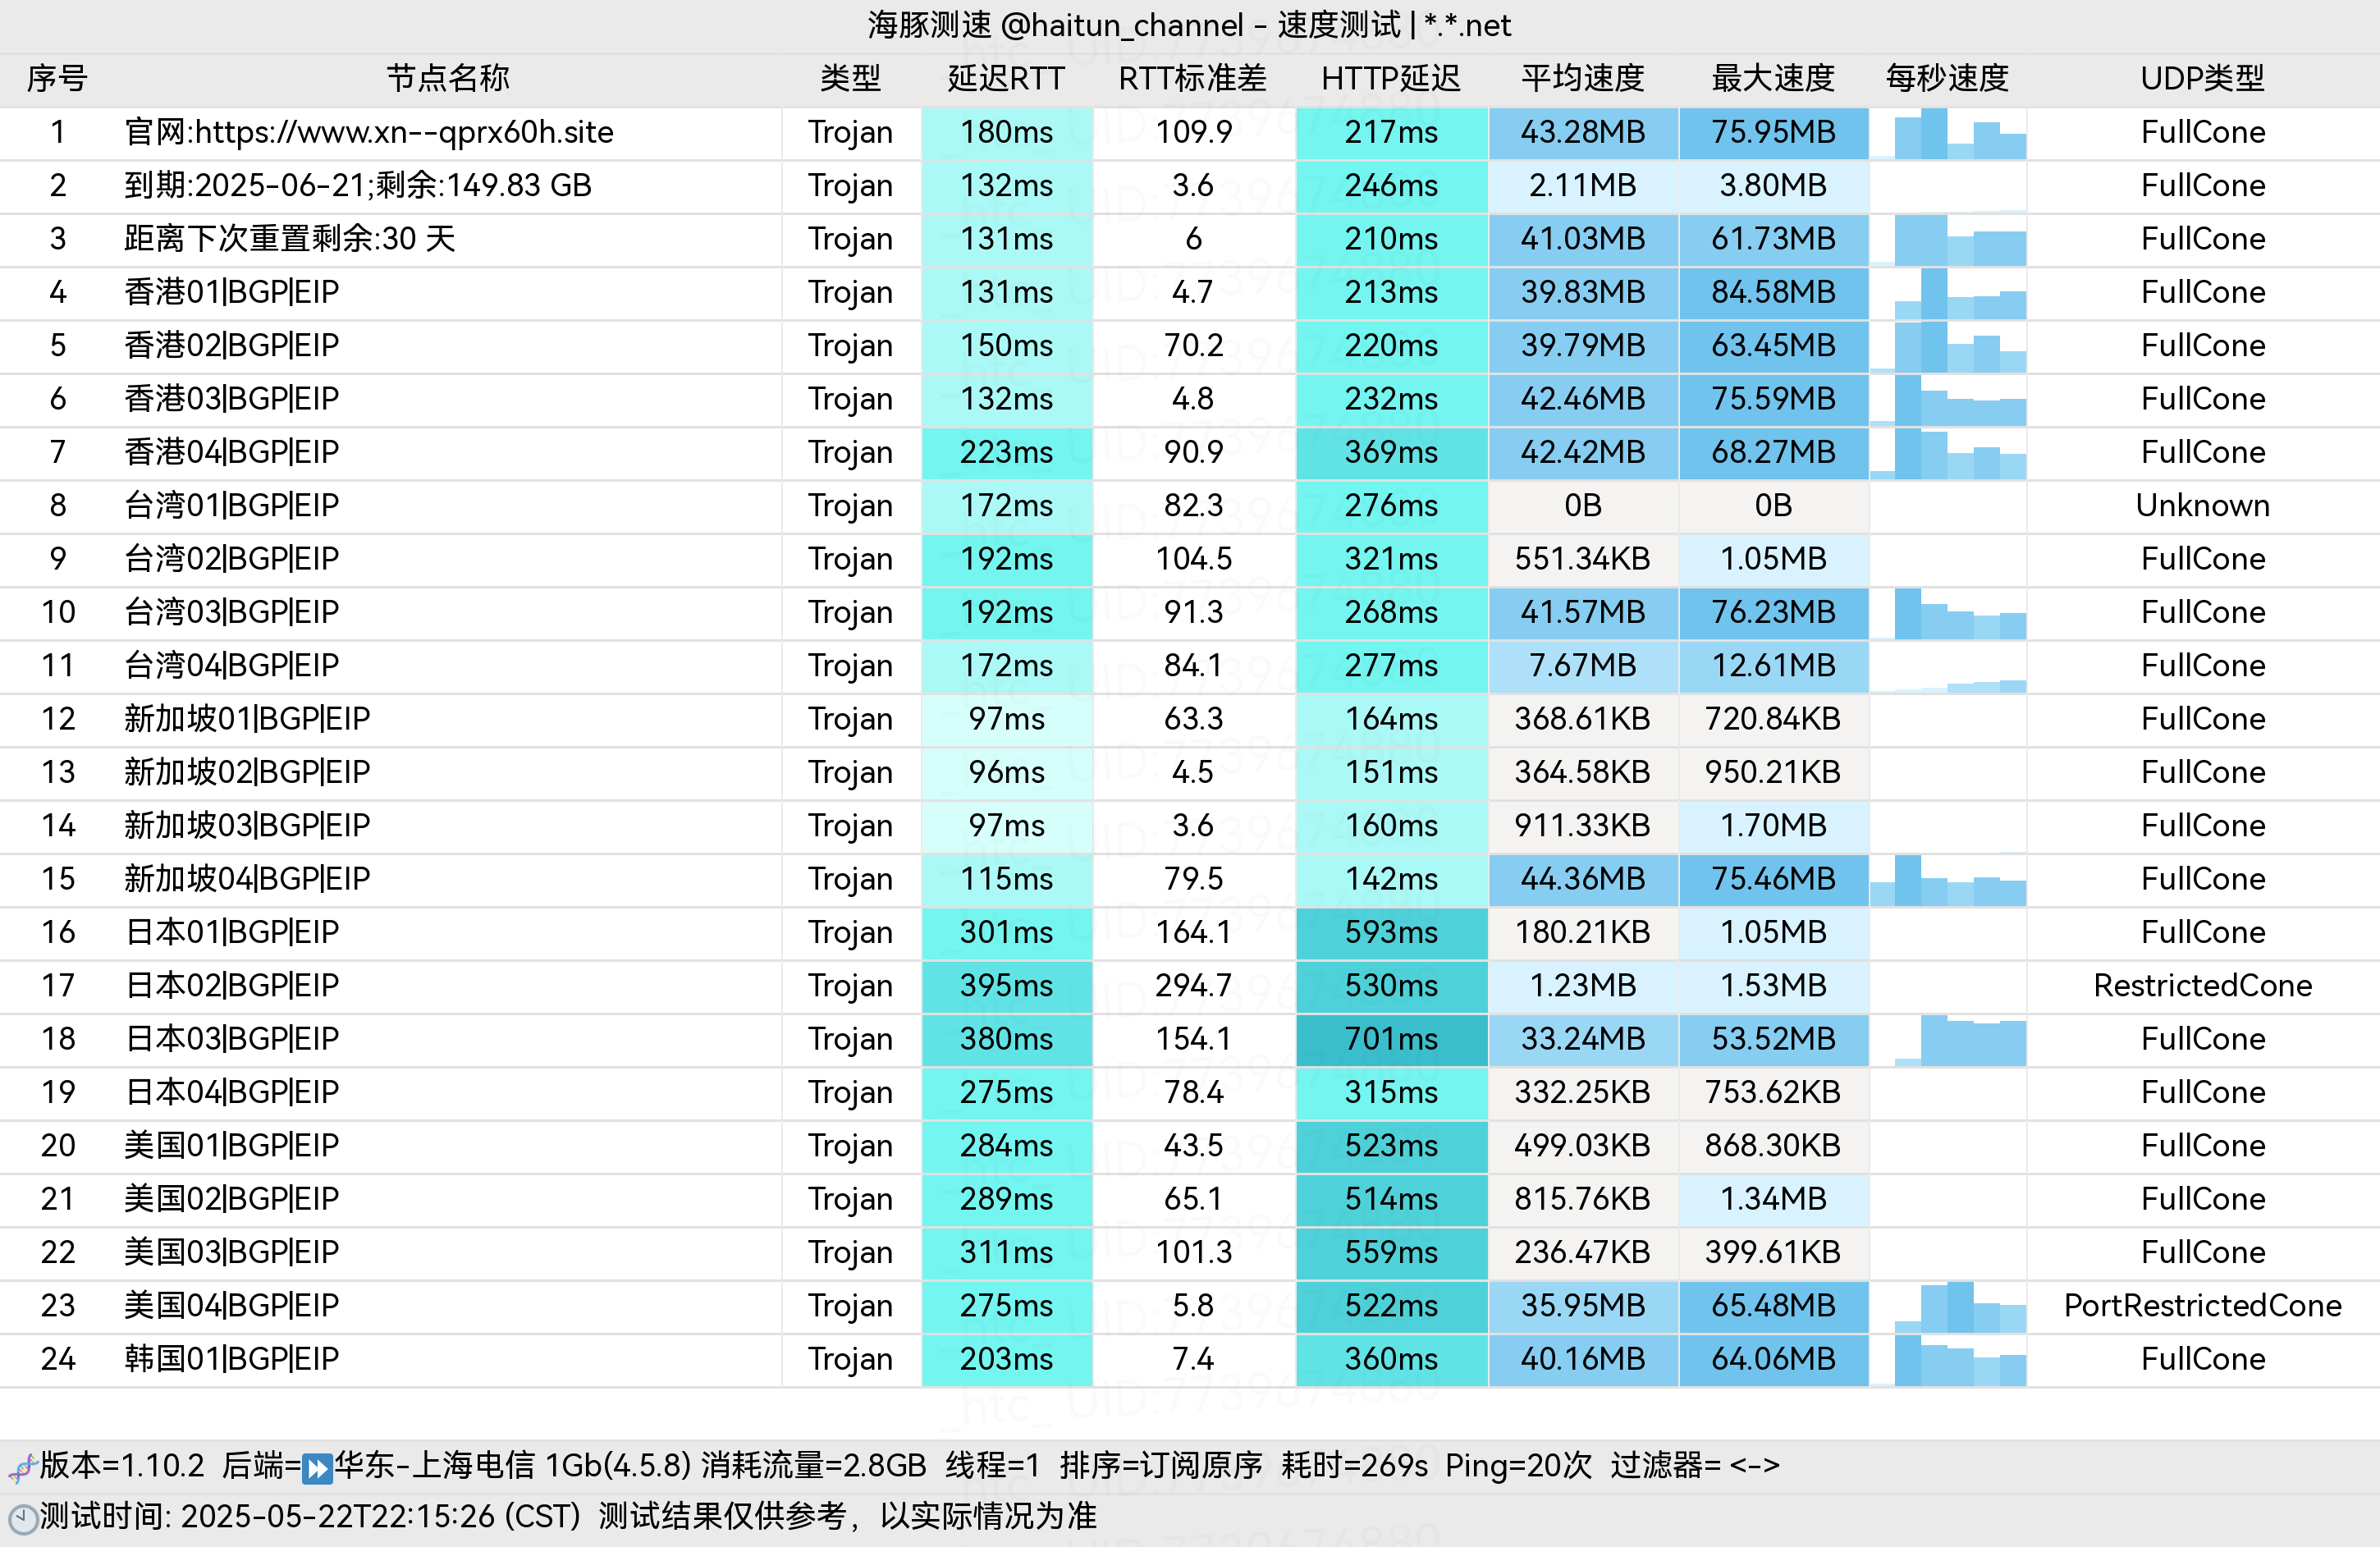 海豚测速 @haitun_channel - 速度测试 | *.*.net
序号 节点名称 类型 延迟RTT RTT标准差 HTTP延迟 平均速度 最大速度 每秒速度 UDP类型
1 官网:https://www.xn--qprx60h.site Trojan 180ms 109.9 217ms 43.28MB 75.95MB FullCone
2 到期:2025-06-21;剩余:149.83 GB Trojan 132ms 3.6 246ms 2.11MB 3.80MB FullCone
3 距离下次重置剩余:30 天 Trojan 131ms 6 210ms 41.03MB 61.73MB FullCone
4 香港01|BGP|EIP Trojan 131ms 4.7 213ms 39.83MB 84.58MB FullCone
5 香港02|BGP|EIP Trojan 150ms 70.2 220ms 39.79MB 63.45MB FullCone
6 香港03|BGP|EIP Trojan 132ms 4.8 232ms 42.46MB 75.59MB FullCone
7 香港04|BGP|EIP Trojan 223ms 90.9 369ms 42.42MB 68.27MB FullCone
8 台湾01|BGP|EIP Trojan 172ms 82.3 276ms 0B 0B Unknown
9 台湾02|BGP|EIP Trojan 192ms 104.5 321ms 551.34KB 1.05MB FullCone
10 台湾03|BGP|EIP Trojan 192ms 91.3 268ms 41.57MB 76.23MB FullCone
11 台湾04|BGP|EIP Trojan 172ms 84.1 277ms 7.67MB 12.61MB FullCone
12 新加坡01|BGP|EIP Trojan 97ms 63.3 164ms 368.61KB 720.84KB FullCone
13 新加坡02|BGP|EIP Trojan 96ms 4.5 151ms 364.58KB 950.21KB FullCone
14 新加坡03|BGP|EIP Trojan 97ms 3.6 160ms 911.33KB 1.70MB FullCone
15 新加坡04|BGP|EIP Trojan 115ms 79.5 142ms 44.36MB 75.46MB FullCone
16 日本01|BGP|EIP Trojan 301ms 164.1 593ms 180.21KB 1.05MB FullCone
17 日本02|BGP|EIP Trojan 395ms 294.7 530ms 1.23MB 1.53MB RestrictedCone
18 日本03|BGP|EIP Trojan 380ms 154.1 701ms 33.24MB 53.52MB FullCone
19 日本04|BGP|EIP Trojan 275ms 78.4 315ms 332.25KB 753.62KB FullCone
20 美国01|BGP|EIP Trojan 284ms 43.5 523ms 499.03KB 868.30KB FullCone
21 美国02|BGP|EIP Trojan 289ms 65.1 514ms 815.76KB 1.34MB FullCone
22 美国03|BGP|EIP Trojan 311ms 101.3 559ms 236.47KB 399.61KB FullCone
23 美国04|BGP|EIP Trojan 275ms 5.8 522ms 35.95MB 65.48MB PortRestrictedCone
24 韩国01|BGP|EIP Trojan 203ms 7.4 360ms 40.16MB 64.06MB FullCone
版本=1.10.2 后端=⏩华东-上海电信 1Gb(4.5.8) 消耗流量=2.8GB 线程=1 排序=订阅原序 耗时=269s Ping=20次 过滤器= <->
测试时间: 2025-05-22T22:15:26 (CST) 测试结果仅供参考，以实际情况为准
_htc_ UID:7739674880